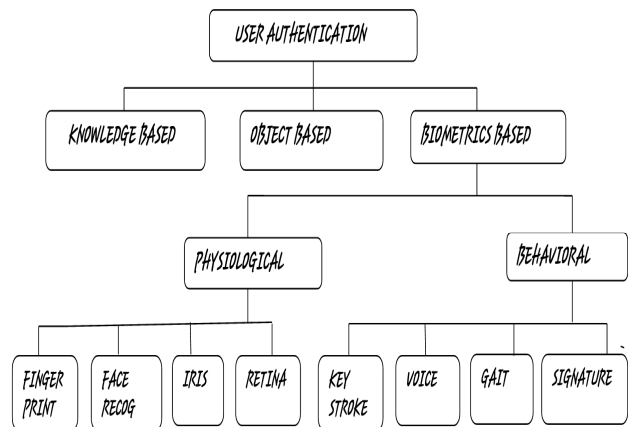 USER AUTHENTICATION
KNOWLEDGE BASED
OBJECT BASED
BIOMETRICS BASED
PHYSIOLOGICAL
BEHAVIORAL
FINGER
PRINT
FACE
RECOG
IRIS
RETINA
KEY
STROKE
VOICE
GAIT
SIGNATURE